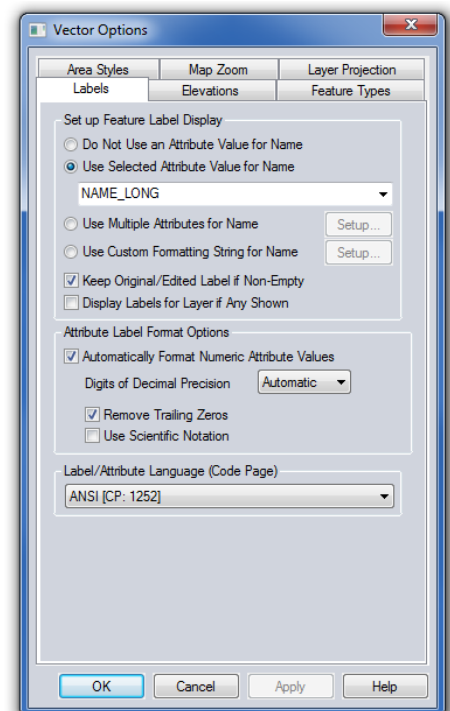 Vector Options
Area Styles Map Zoom Layer Projection
Labels Elevations Feature Types
Set up Feature Label Display
Do Not Use an Attribute Value for Name
Use Selected Attribute Value for Name
NAME_LONG
Use Multiple Attributes for Name Setup...
Use Custom Formatting String for Name Setup...
Keep Original/Edited Label if Non-Empty
Display Labels for Layer if Any Shown
Attribute Label Format Options
Automatically Format Numeric Attribute Values
Digits of Decimal Precision Automatic
Remove Trailing Zeros
Use Scientific Notation
Label/Attribute Language (Code Page)
ANSI [CP: 1252]
OK Cancel Apply Help